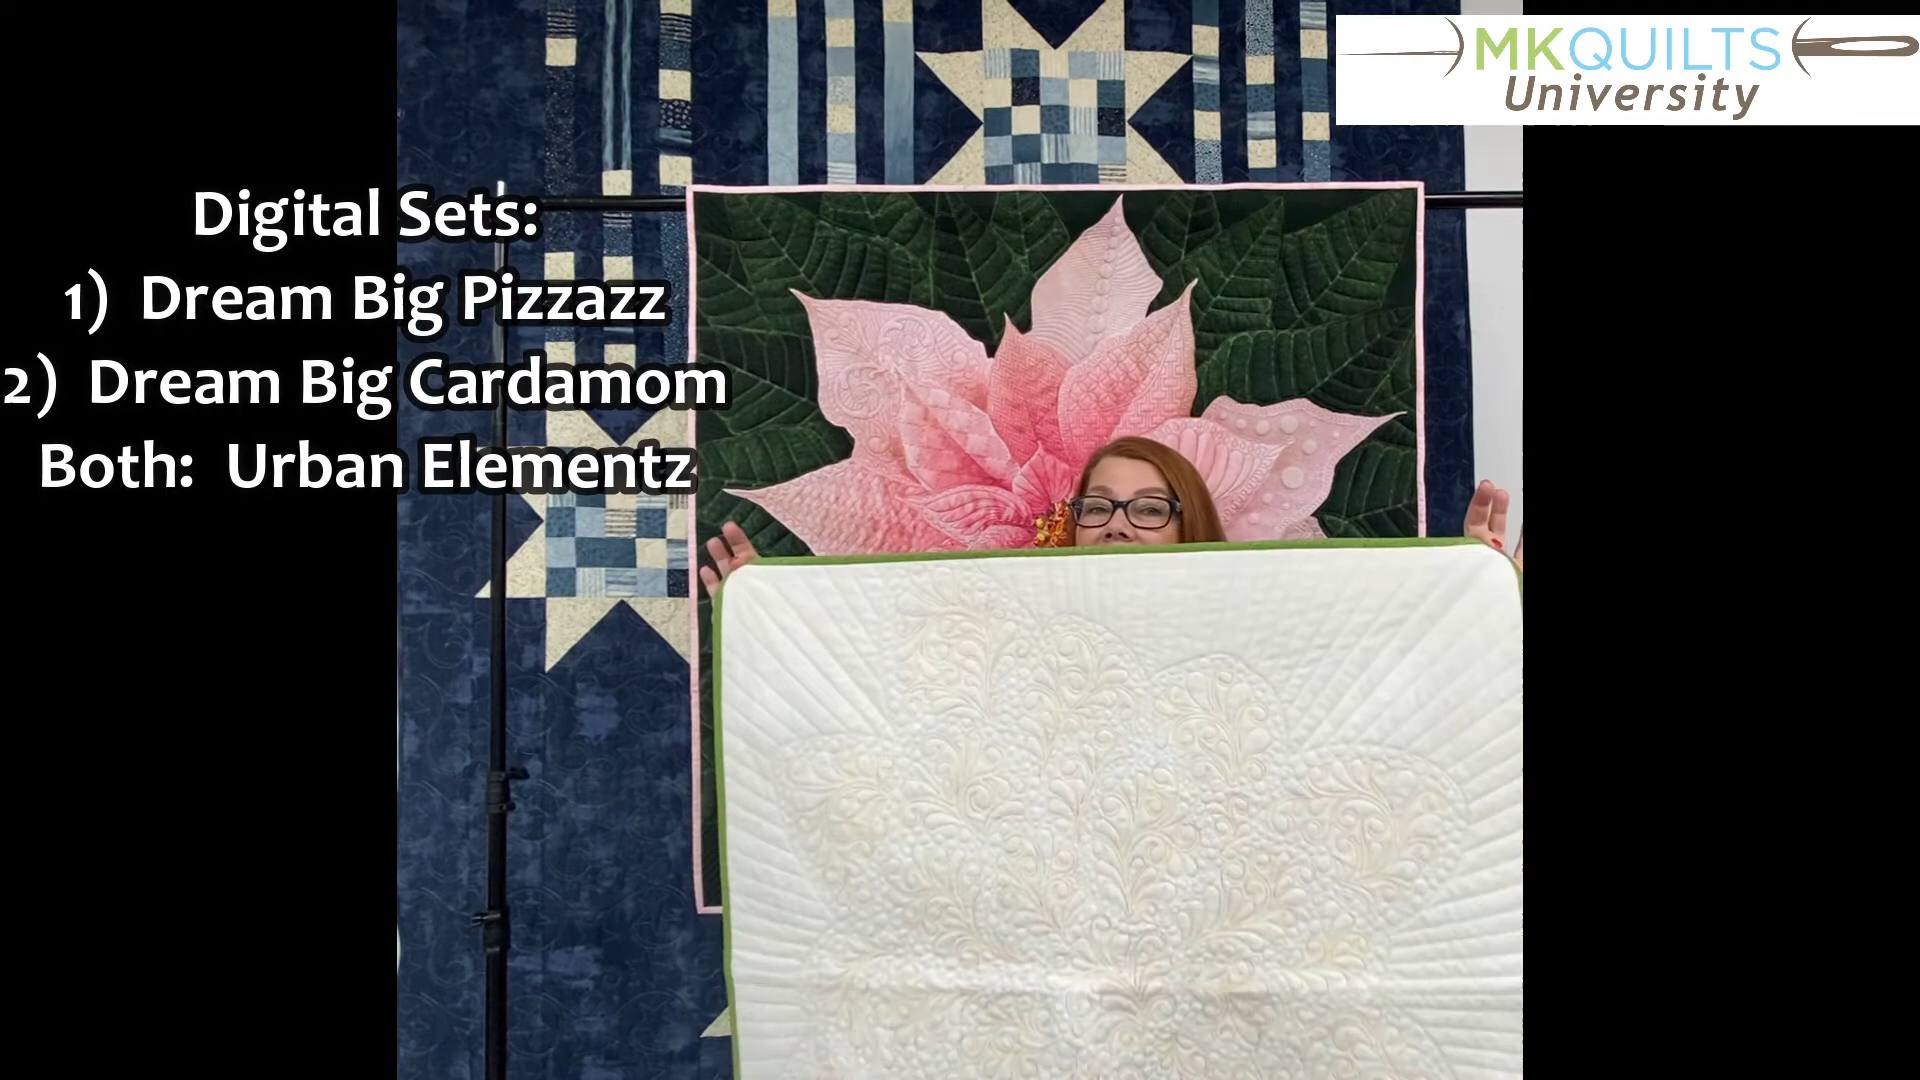 MKQUILTS
University
Digital Sets:
1) Dream Big Pizzazz
2) Dream Big Cardamom
Both: Urban Elementz